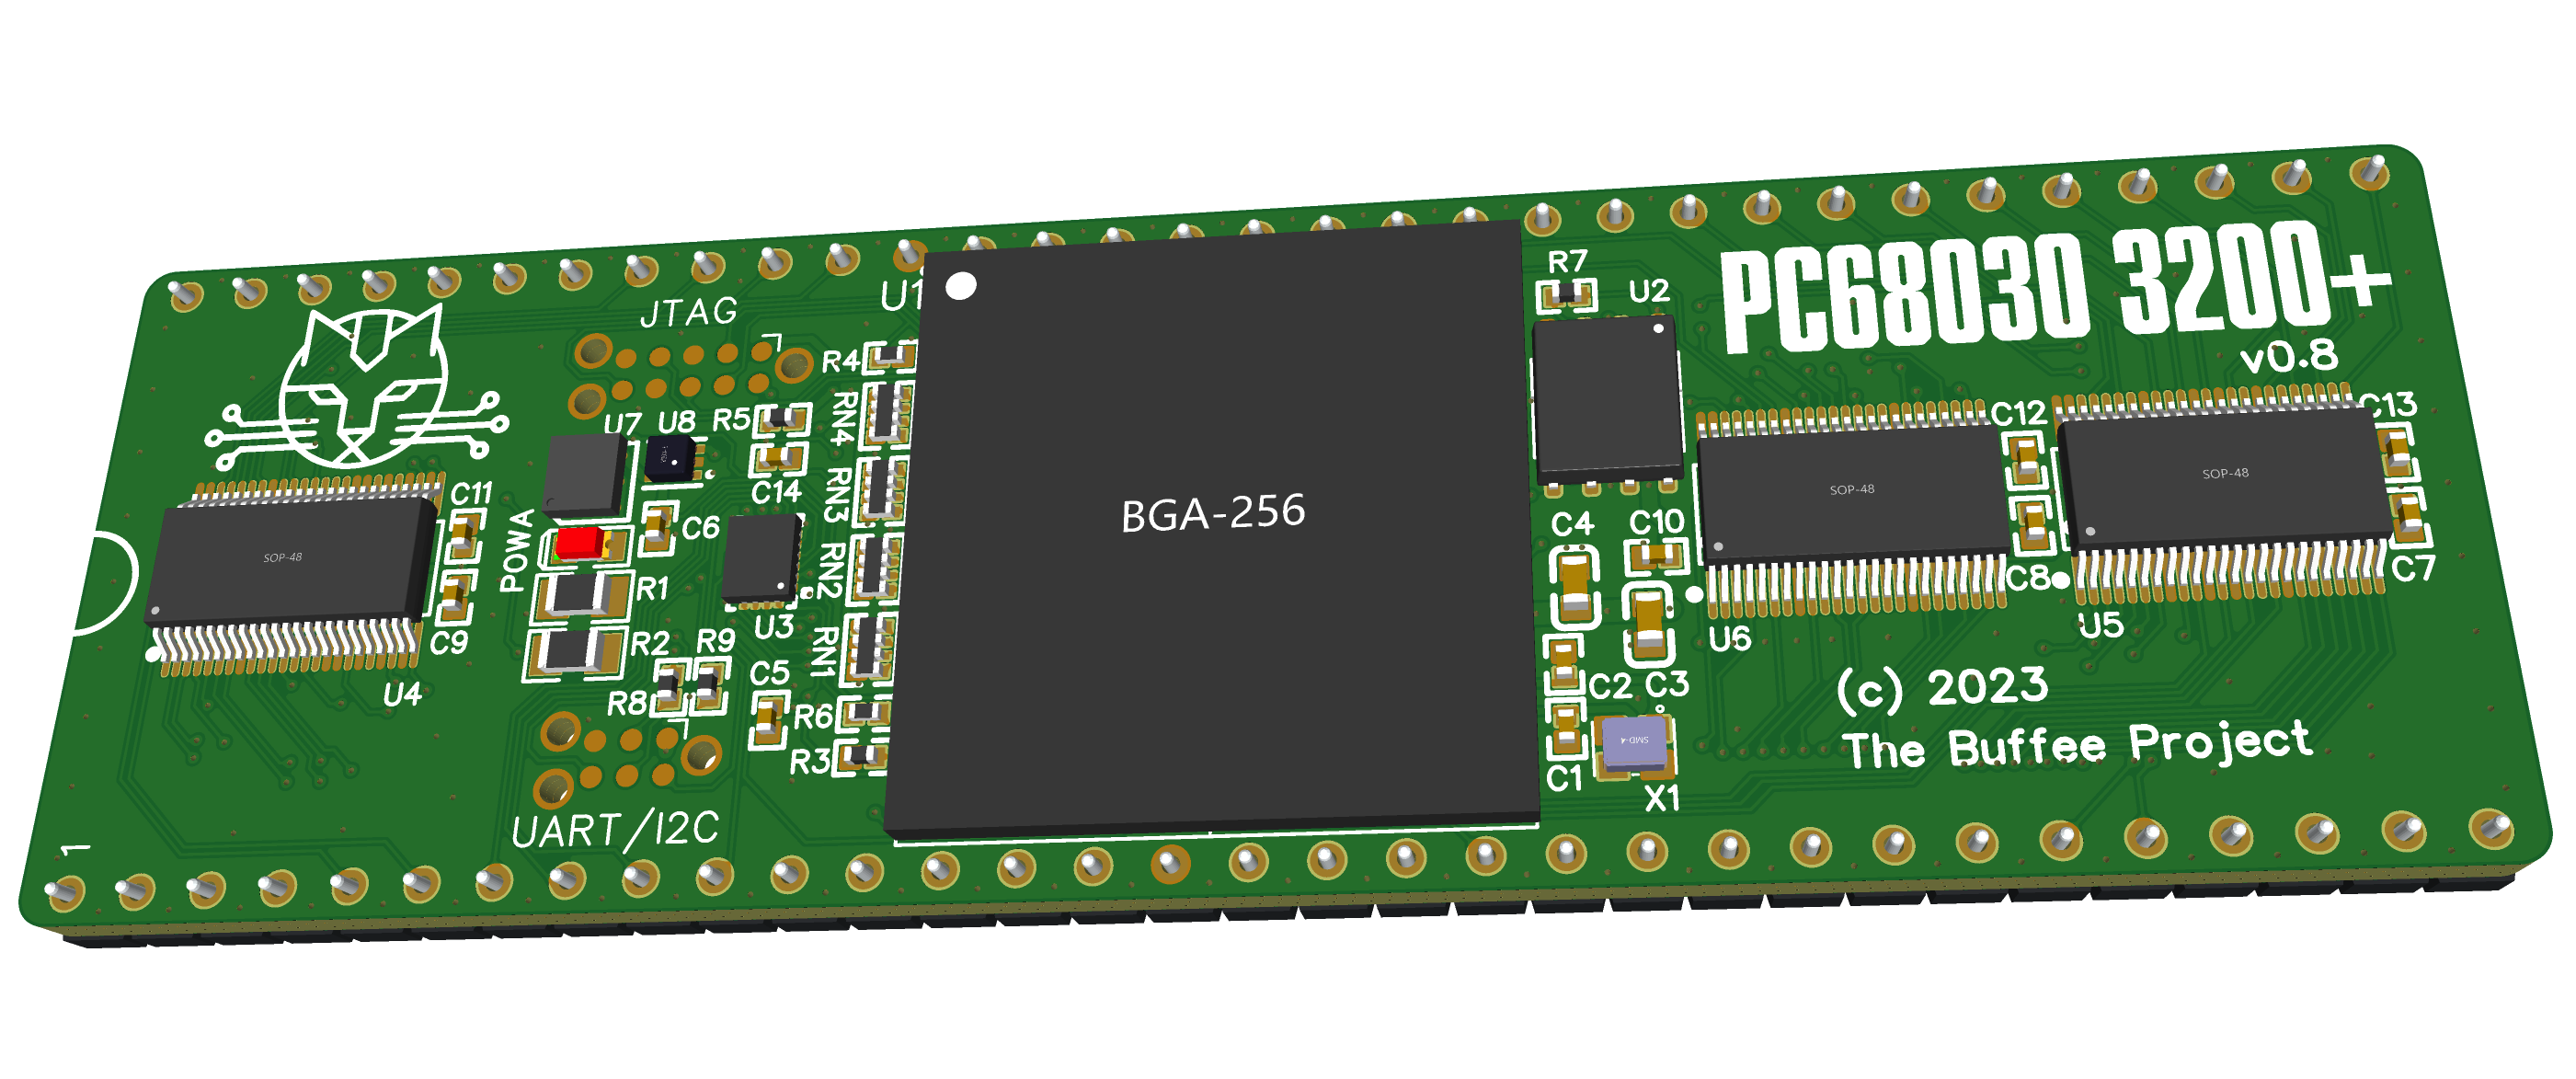 PC68030 3200+
v0.8
JTAG
U1
R7
U2
R4
RN4
U7
U8
R5
C12
C13
C11
C14
RN3
BGA-256
SOP-48
SOP-48
SOP-48
POWA
C6
C4
C10
RN2
R1
C8
C7
C9
U3
RN1
U6
U5
R2
R9
C5
U4
R8
R6
C2
C3
(c) 2023
The Buffee Project
R3
SMD-4
C1
X1
UART/I2C
1